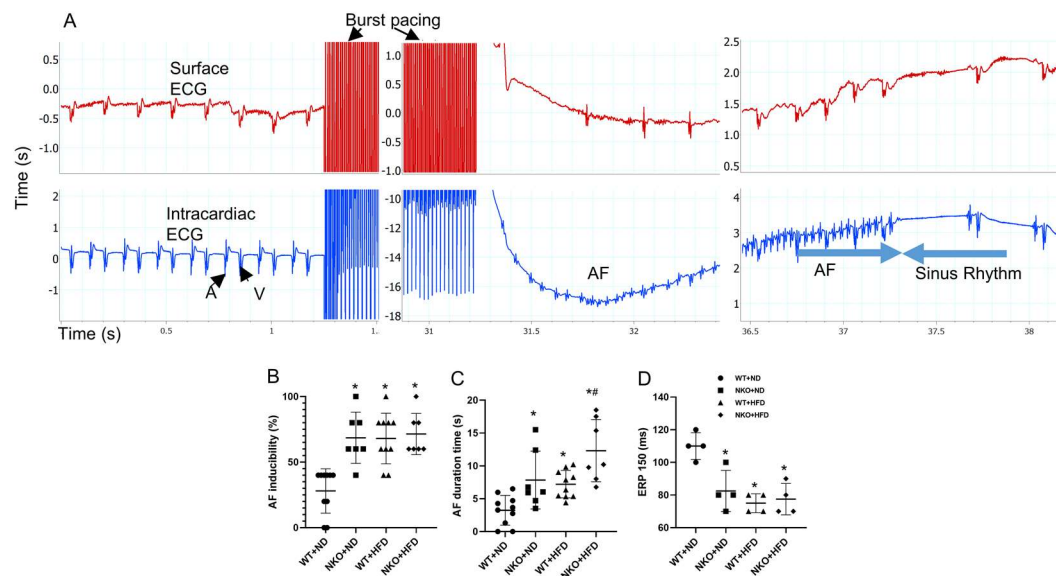 A
Burst pacing
0.5
0.0
-0.5
-1.0
Surface
ECG
1.0
0.5
0.0
-0.5
-1.0
2.5
2.0
1.5
1.0
0.5
Time (s)
2
1
0
-1
Intracardiac
ECG
A
V
-10
-12
-14
-16
-18
AF
4
3
2
1
AF
Sinus Rhythm
Time (s)
0.5
1
1.
31
31.5
32
36.5
37
37.5
38
B
AF inducibility (%)
100
50
0
*
*
*
WT+ND
NKO+ND
WT+HFD
NKO+HFD
C
AF duration time (s)
20
15
10
5
0
*
*
*#
WT+ND
NKO+ND
WT+HFD
NKO+HFD
D
WT+ND
NKO+ND
WT+HFD
NKO+HFD
ERP 150 (ms)
120
100
80
60
*
*
*
WT+ND
NKO+ND
WT+HFD
NKO+HFD